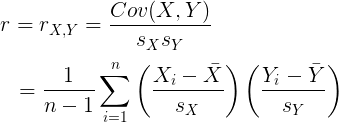 r = r_{X,Y} = \frac{Cov(X,Y)}{s_X s_Y}
= \frac{1}{n-1} \sum_{i=1}^{n} \left( \frac{X_i - \bar{X}}{s_X} \right) \left( \frac{Y_i - \bar{Y}}{s_Y} \right)